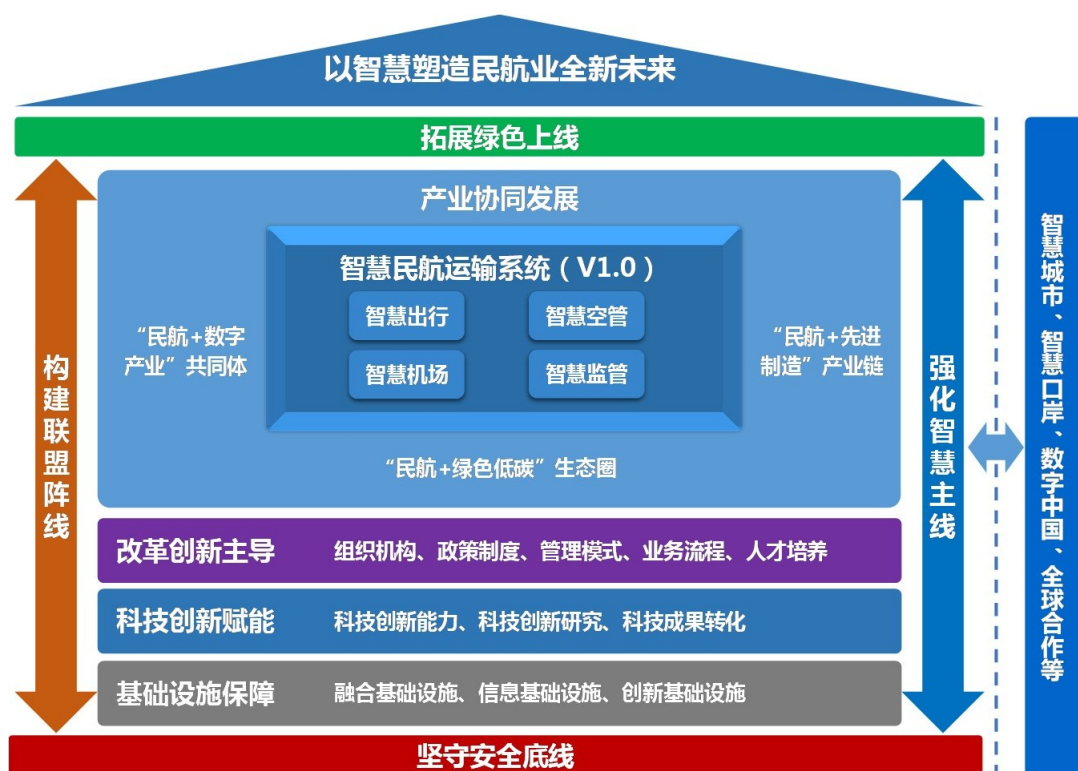 以智慧塑造民航业全新未来
拓展绿色上线
构建联盟阵线
产业协同发展
智慧民航运输系统（V1.0）
智慧出行
智慧空管
智慧机场
智慧监管
“民航+数字
产业”共同体
“民航+先进
制造”产业链
“民航+绿色低碳”生态圈
改革创新主导
组织机构、政策制度、管理模式、业务流程、人才培养
科技创新赋能
科技创新能力、科技创新研究、科技成果转化
基础设施保障
融合基础设施、信息基础设施、创新基础设施
强化智慧主线
智慧城市、智慧口岸、数字中国、全球合作等
坚守安全底线